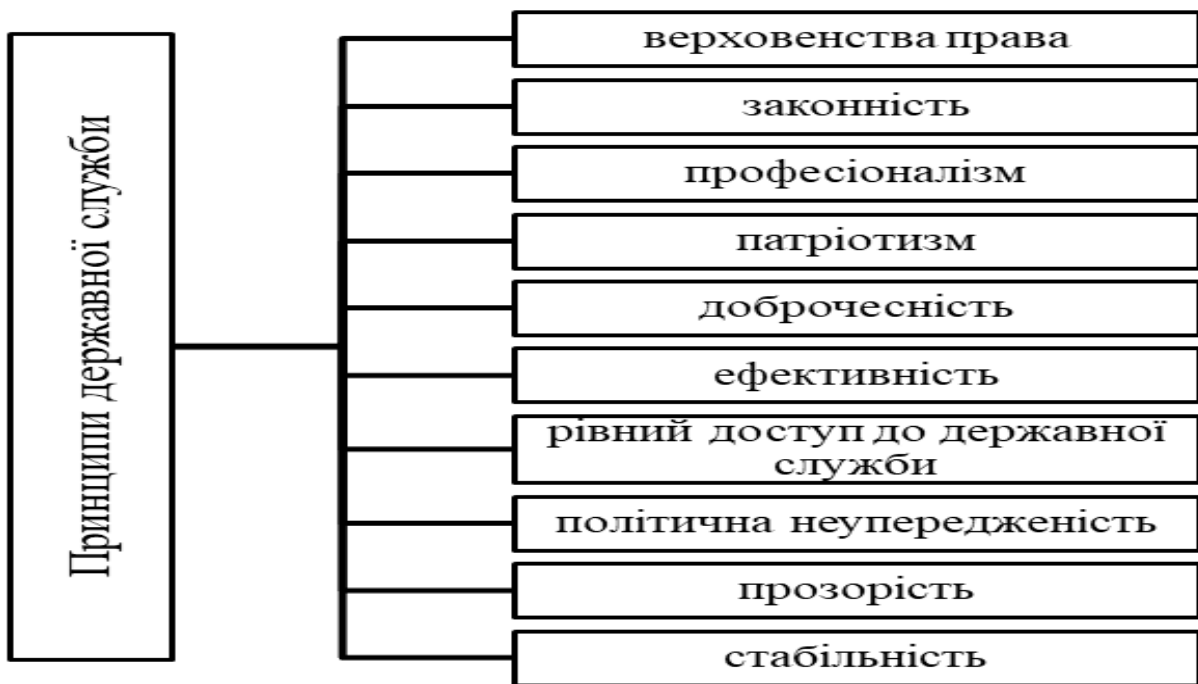 Принципи державної служби
верховенства права
законність
професіоналізм
патріотизм
доброчесність
ефективність
рівний доступ до державної
служби
політична неупередженість
прозорість
стабільність